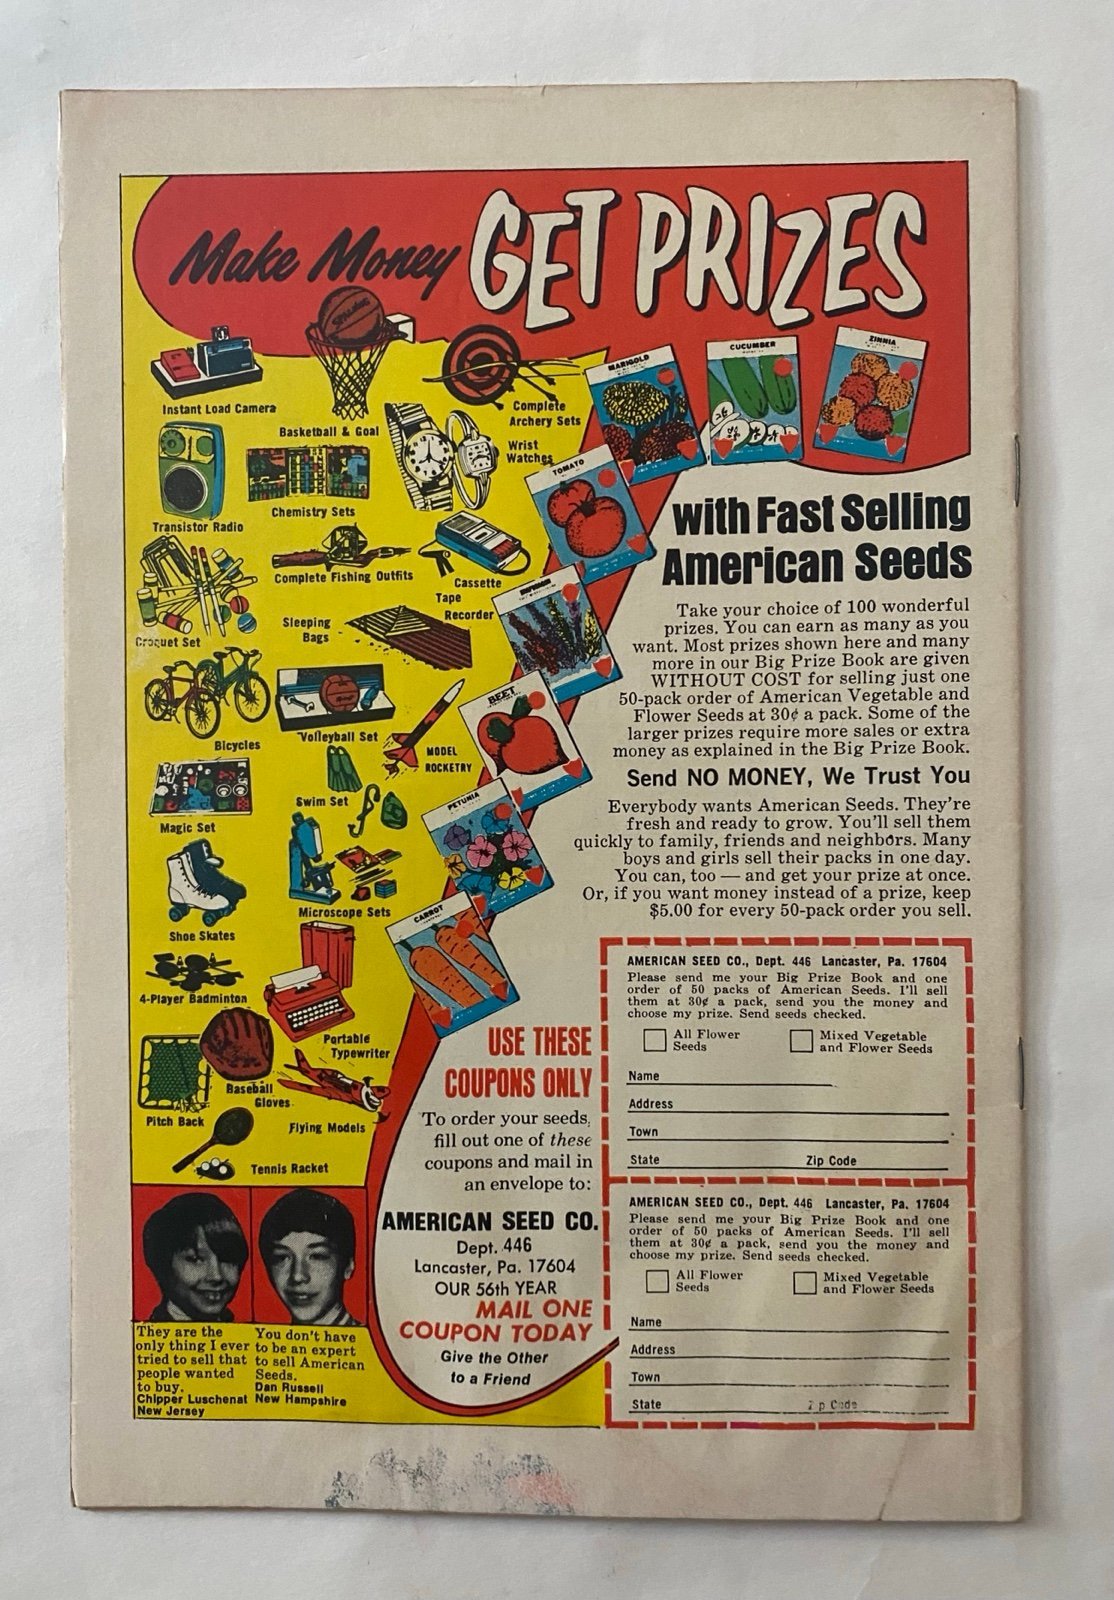 Make Money GET PRIZES
SPALDING
Instant Load Camera
Basketball & Goal
Complete
Archery Sets
Wrist
Watches
Transistor Radio
Chemistry Sets
Complete Fishing Outfits
Cassette
Tape
Recorder
Croquet Set
Sleeping
Bags
Bicycles
Volleyball Set
MODEL
ROCKETRY
Magic Set
Swim Set
Microscope Sets
Shoe Skates
4-Player Badminton
Portable
Typewriter
Pitch Back
Baseball
Gloves
Flying Models
Tennis Racket
MARIGOLD
CUCUMBER
ZINNIA
TOMATO
BEET
PETUNIA
CARROT
with Fast Selling
American Seeds
Take your choice of 100 wonderful
prizes. You can earn as many as you
want. Most prizes shown here and many
more in our Big Prize Book are given
WITHOUT COST for selling just one
50-pack order of American Vegetable and
Flower Seeds at 30¢ a pack. Some of the
larger prizes require more sales or extra
money as explained in the Big Prize Book.
Send NO MONEY, We Trust You
Everybody wants American Seeds. They're
fresh and ready to grow. You'll sell them
quickly to family, friends and neighbors. Many
boys and girls sell their packs in one day.
You can, too — and get your prize at once.
Or, if you want money instead of a prize, keep
$5.00 for every 50-pack order you sell.
USE THESE
COUPONS ONLY
To order your seeds,
fill out one of these
coupons and mail in
an envelope to:
AMERICAN SEED CO.
Dept. 446
Lancaster, Pa. 17604
OUR 56th YEAR
MAIL ONE
COUPON TODAY
Give the Other
to a Friend
AMERICAN SEED CO., Dept. 446 Lancaster, Pa. 17604
Please send me your Big Prize Book and one
order of 50 packs of American Seeds. I'll sell
them at 30¢ a pack, send you the money and
choose my prize. Send seeds checked.
All Flower
Seeds
Mixed Vegetable
and Flower Seeds
Name
Address
Town
State Zip Code
AMERICAN SEED CO., Dept. 446 Lancaster, Pa. 17604
Please send me your Big Prize Book and one
order of 50 packs of American Seeds. I'll sell
them at 30¢ a pack, send you the money and
choose my prize. Send seeds checked.
All Flower
Seeds
Mixed Vegetable
and Flower Seeds
Name
Address
Town
State Zip Code
They are the
only thing I ever
tried to sell that
people wanted
to buy.
Chipper Luschenat
New Jersey
You don't have
to be an expert
to sell American
Seeds.
Dan Russell
New Hampshire